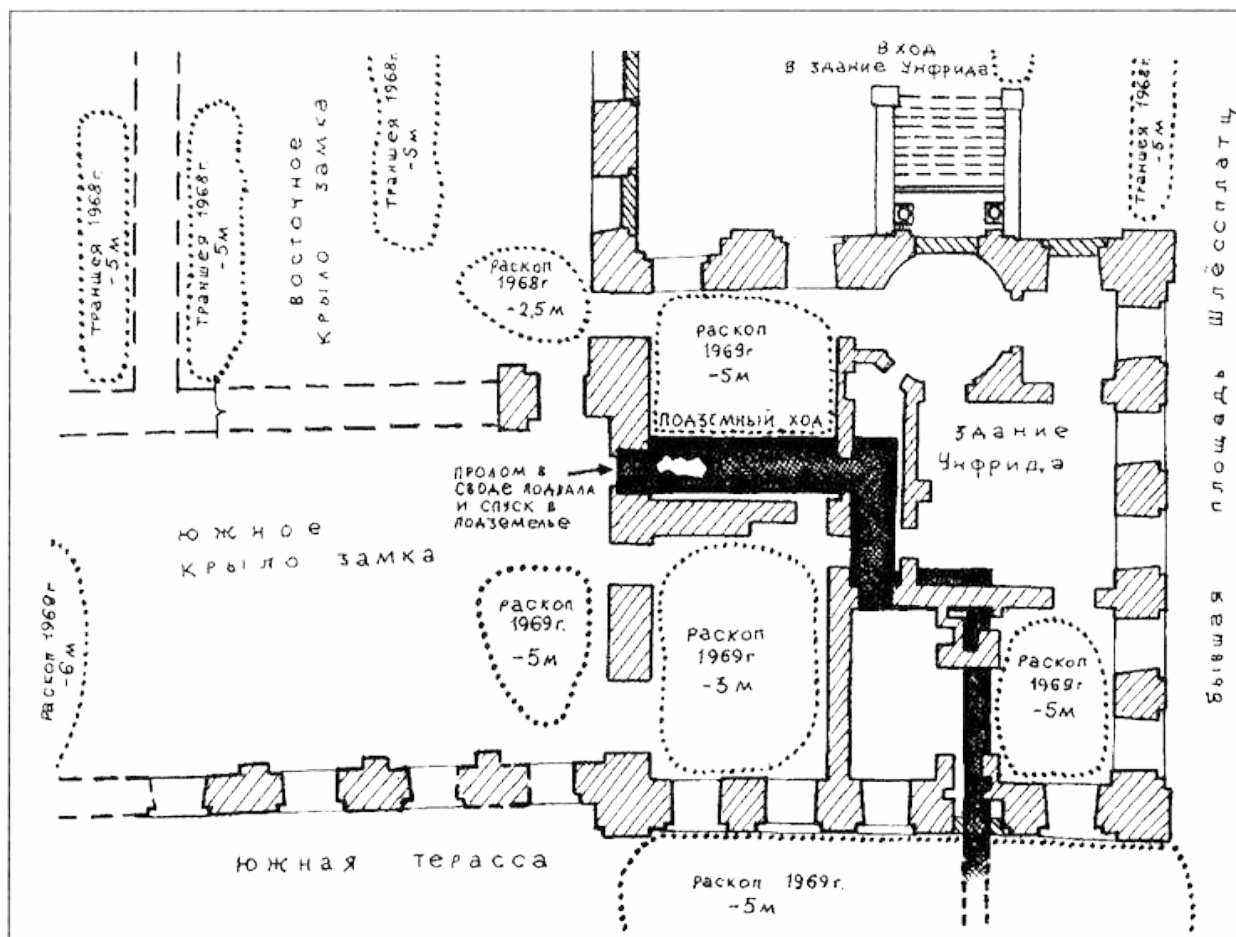 ВХОД
В ЗДАНИЕ УНФРИДА
Траншея 1968г.
-5м
Траншея 1968г.
-5м
ВОСТОЧНОЕ
КРЫЛО ЗАМКА
Траншея 1968г.
-5м
Траншея 1968г.
-5м
БЫВШАЯ ПЛОЩАДЬ ШЛЁССПЛАТЦ
Раскоп
1968г
-2,5м
Раскоп
1969г
-5м
ПОДЗЕМНЫЙ ХОД
ЗДАНИЕ
УНФРИДА
ПРОЛОМ В
СВОДЕ ПОДВАЛА
И СПУСК В
ПОДЗЕМЕЛЬЕ
ЮЖНОЕ
КРЫЛО ЗАМКА
Раскоп 1969г.
-6м
Раскоп
1969г.
-5м
Раскоп
1969г
-3м
Раскоп
1969г
-5м
ЮЖНАЯ ТЕРАССА
Раскоп 1969г.
-5м